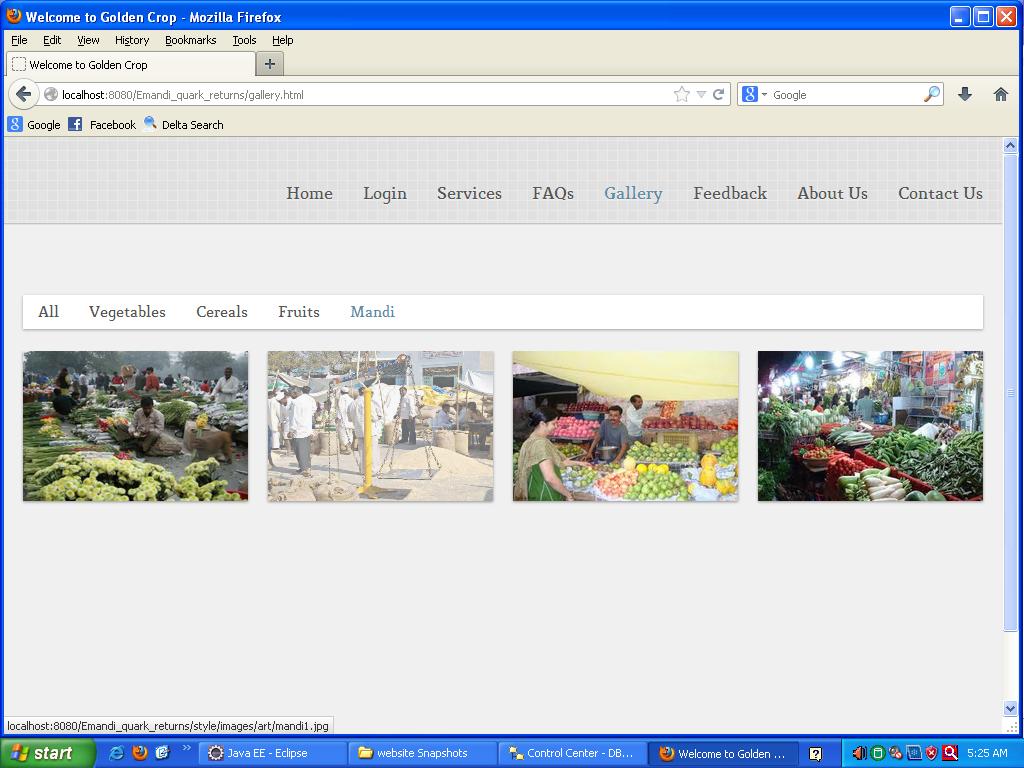 Welcome to Golden Crop - Mozilla Firefox
File Edit View History Bookmarks Tools Help
Welcome to Golden Crop +
localhost:8080/Emandi_quark_returns/gallery.html Google
Google Facebook Delta Search
Home Login Services FAQs Gallery Feedback About Us Contact Us
All Vegetables Cereals Fruits Mandi
localhost:8080/Emandi_quark_returns/style/images/art/mandi1.jpg
start Java EE - Eclipse website Snapshots Control Center - DB... Welcome to Golden ... 5:25 AM